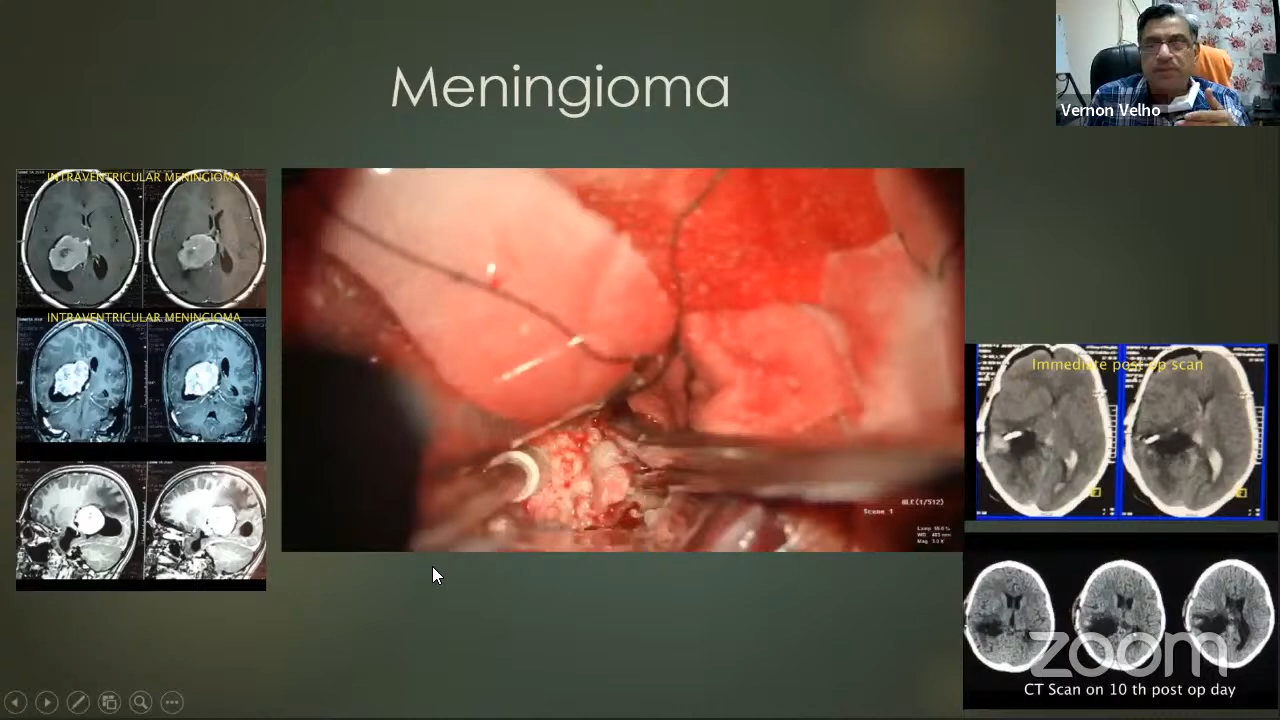 Meningioma
Vernon Velho
INTRAVENTRICULAR MENINGIOMA
INTRAVENTRICULAR MENINGIOMA
Scene 1
Immediate post op scan
zoom
CT Scan on 10 th post op day